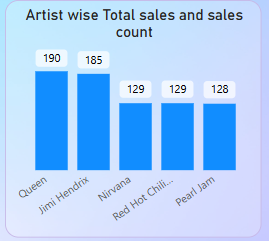 Artist wise Total sales and sales
count
190
185
129
129
128
Queen
Jimi Hendrix
Nirvana
Red Hot Chili...
Pearl Jam